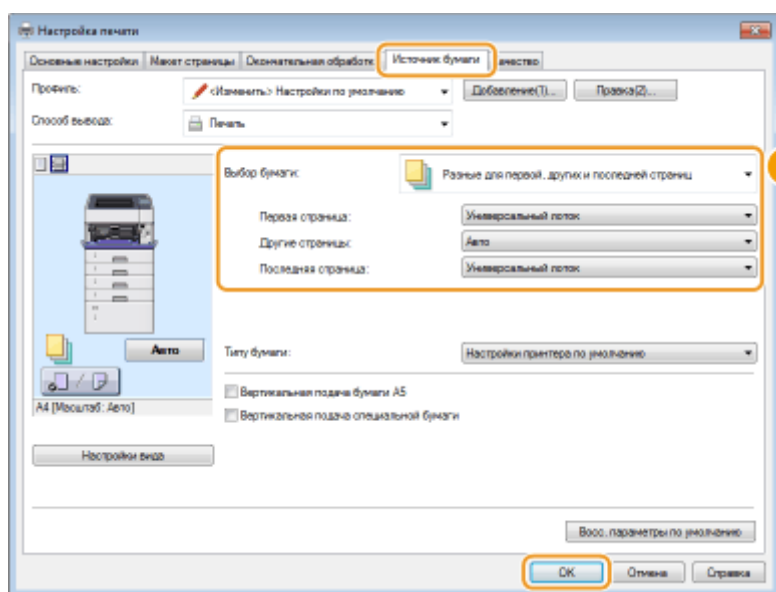 Настройка печати
Основные настройки Макет страницы Окончательная обработк Источник бумаги ачество
Профиль: <Изменить> Настройки по умолчанию Добавление(1)... Правка(2)...
Способ вывода: Печать
Выбор бумаги: Разные для первой, других и последней страниц
Первая страница: Универсальный лоток
Другие страницы: Авто
Последняя страница: Универсальный лоток
Авто
Типу бумаги: Настройки принтера по умолчанию
Вертикальная подача бумаги A5
A4 [Масштаб: Авто]
Вертикальная подача специальной бумаги
Настройки вида
Восс. параметры по умолчанию
OK Отмена Справка